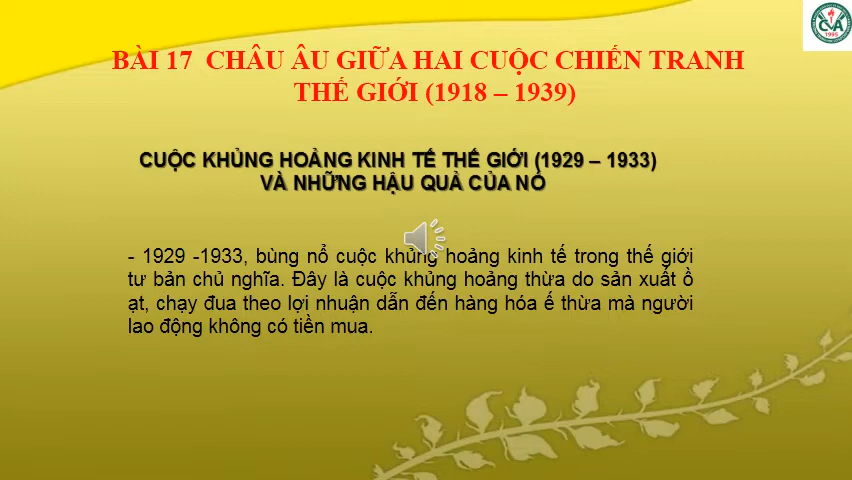 BÀI 17 CHÂU ÂU GIỮA HAI CUỘC CHIẾN TRANH
THẾ GIỚI (1918 – 1939)
CUỘC KHỦNG HOẢNG KINH TẾ THẾ GIỚI (1929 – 1933)
VÀ NHỮNG HẬU QUẢ CỦA NÓ
- 1929 -1933, bùng nổ cuộc khủng hoảng kinh tế trong thế giới
tư bản chủ nghĩa. Đây là cuộc khủng hoảng thừa do sản xuất ồ
ạt, chạy đua theo lợi nhuận dẫn đến hàng hóa ế thừa mà người
lao động không có tiền mua.